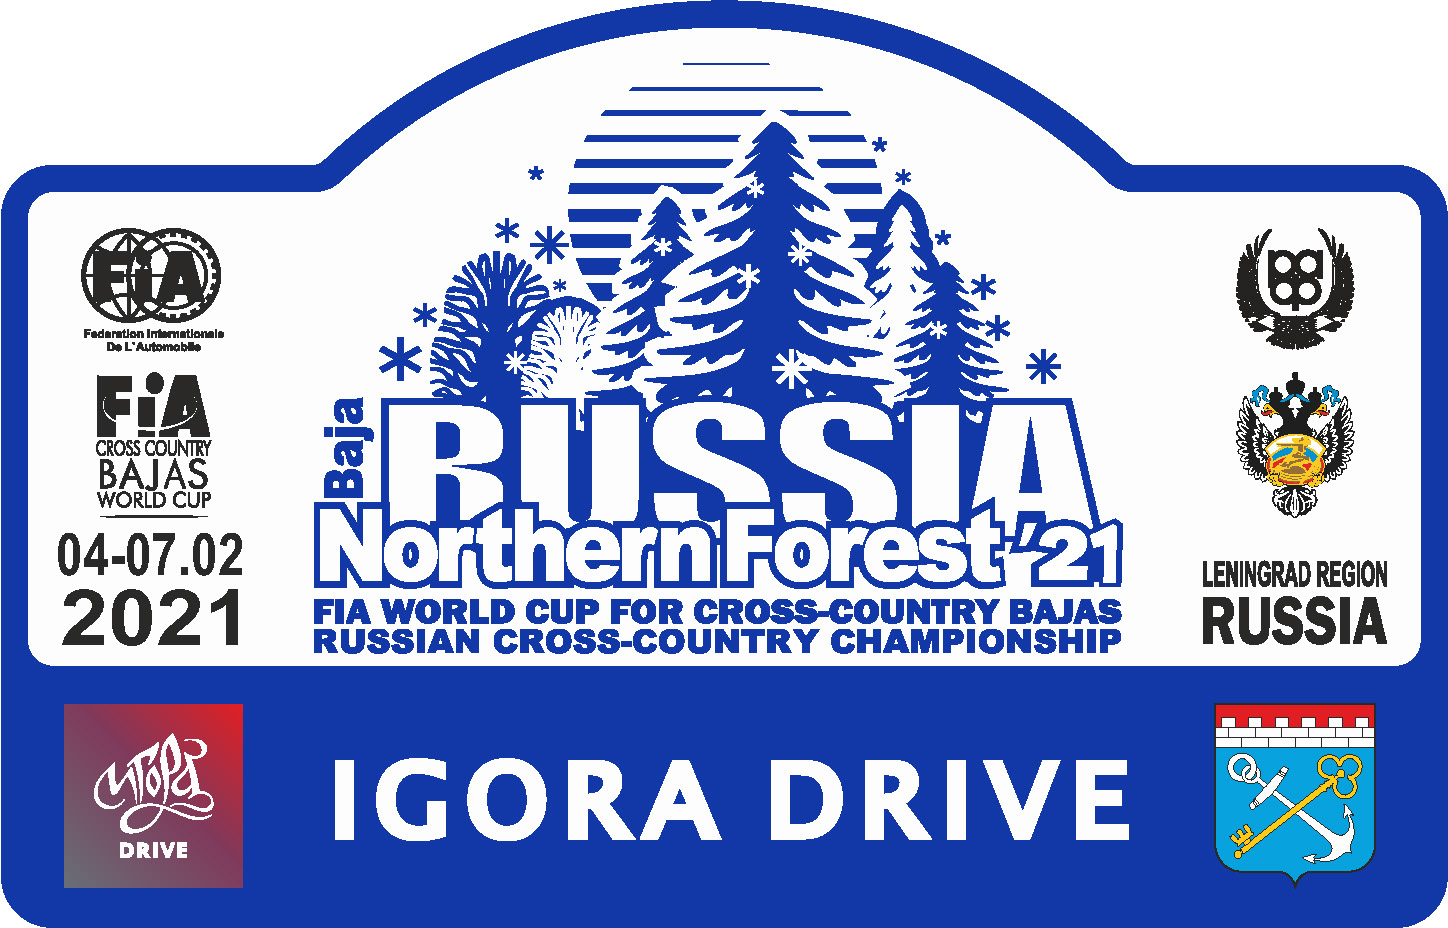 FiA
Federation Internationale
De L'Automobile
FiA
CROSS COUNTRY
BAJAS
WORLD CUP
04-07.02
2021
Baja
RUSSIA
Northern Forest '21
FIA WORLD CUP FOR CROSS-COUNTRY BAJAS
RUSSIAN CROSS-COUNTRY CHAMPIONSHIP
LENINGRAD REGION
RUSSIA
игора
DRIVE
IGORA DRIVE